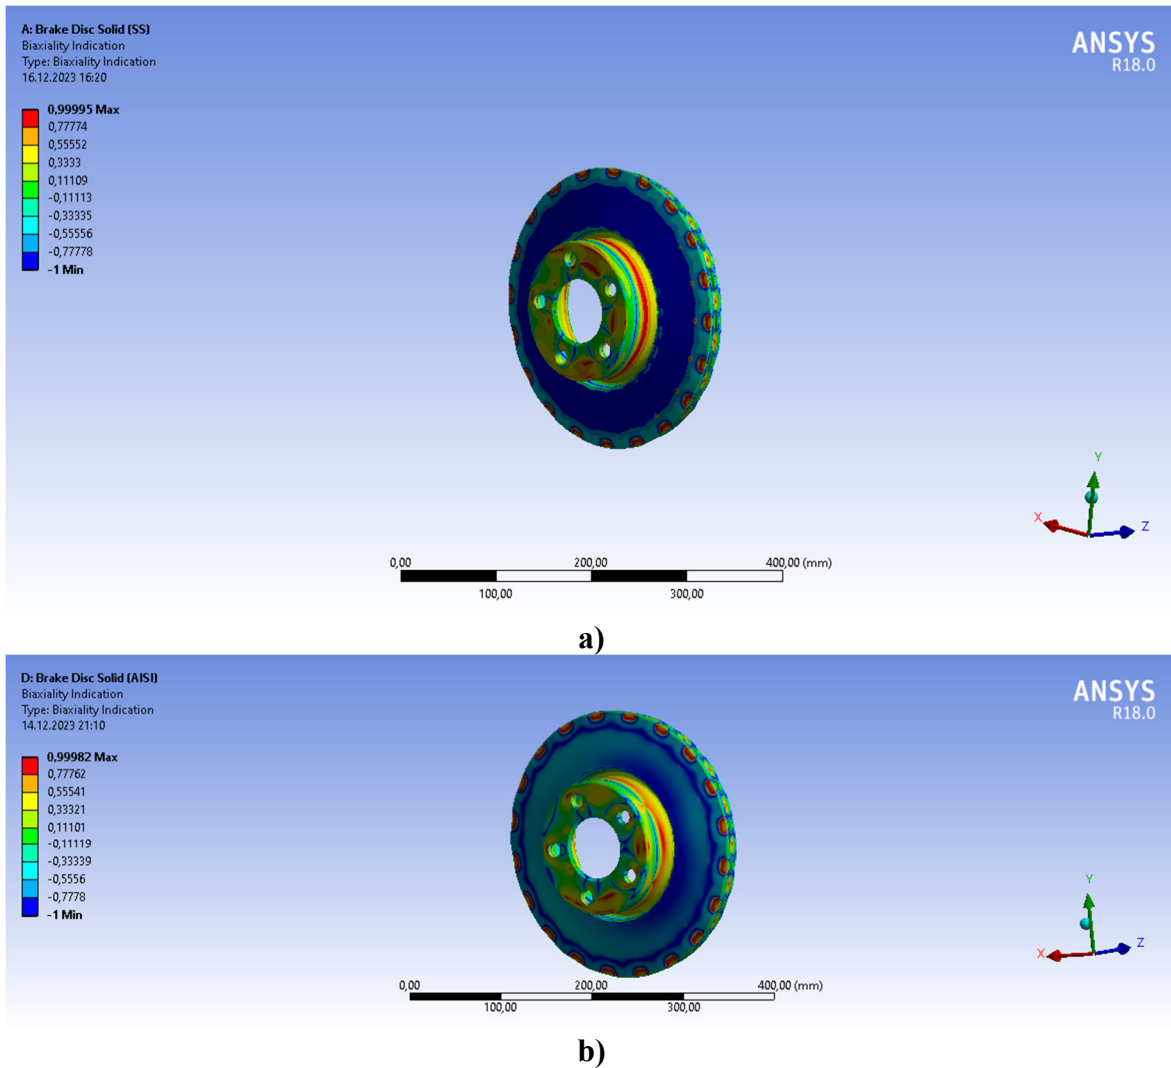 A: Brake Disc Solid (SS)
Biaxiality Indication
Type: Biaxiality Indication
16.12.2023 16:20
ANSYS
R18.0
0,99995 Max
0,77774
0,55552
0,3333
0,11109
-0,11113
-0,33335
-0,55556
-0,77778
-1 Min
Y
X
Z
0,00
200,00
400,00 (mm)
100,00
300,00
a)
D: Brake Disc Solid (AISI)
Biaxiality Indication
Type: Biaxiality Indication
14.12.2023 21:10
ANSYS
R18.0
0,99982 Max
0,77762
0,55541
0,33321
0,11101
-0,11119
-0,33339
-0,5556
-0,7778
-1 Min
Y
X
Z
0,00
200,00
400,00 (mm)
100,00
300,00
b)